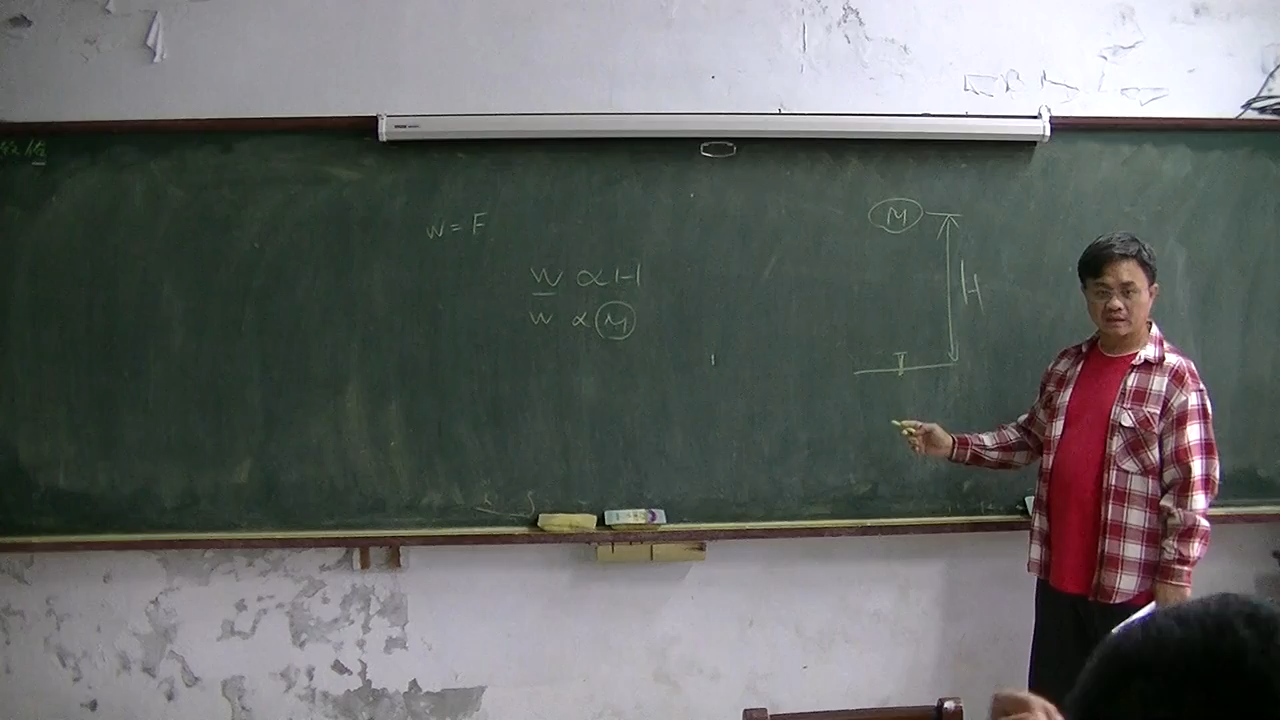 W = F
W ∝ H
W ∝ M
M
H